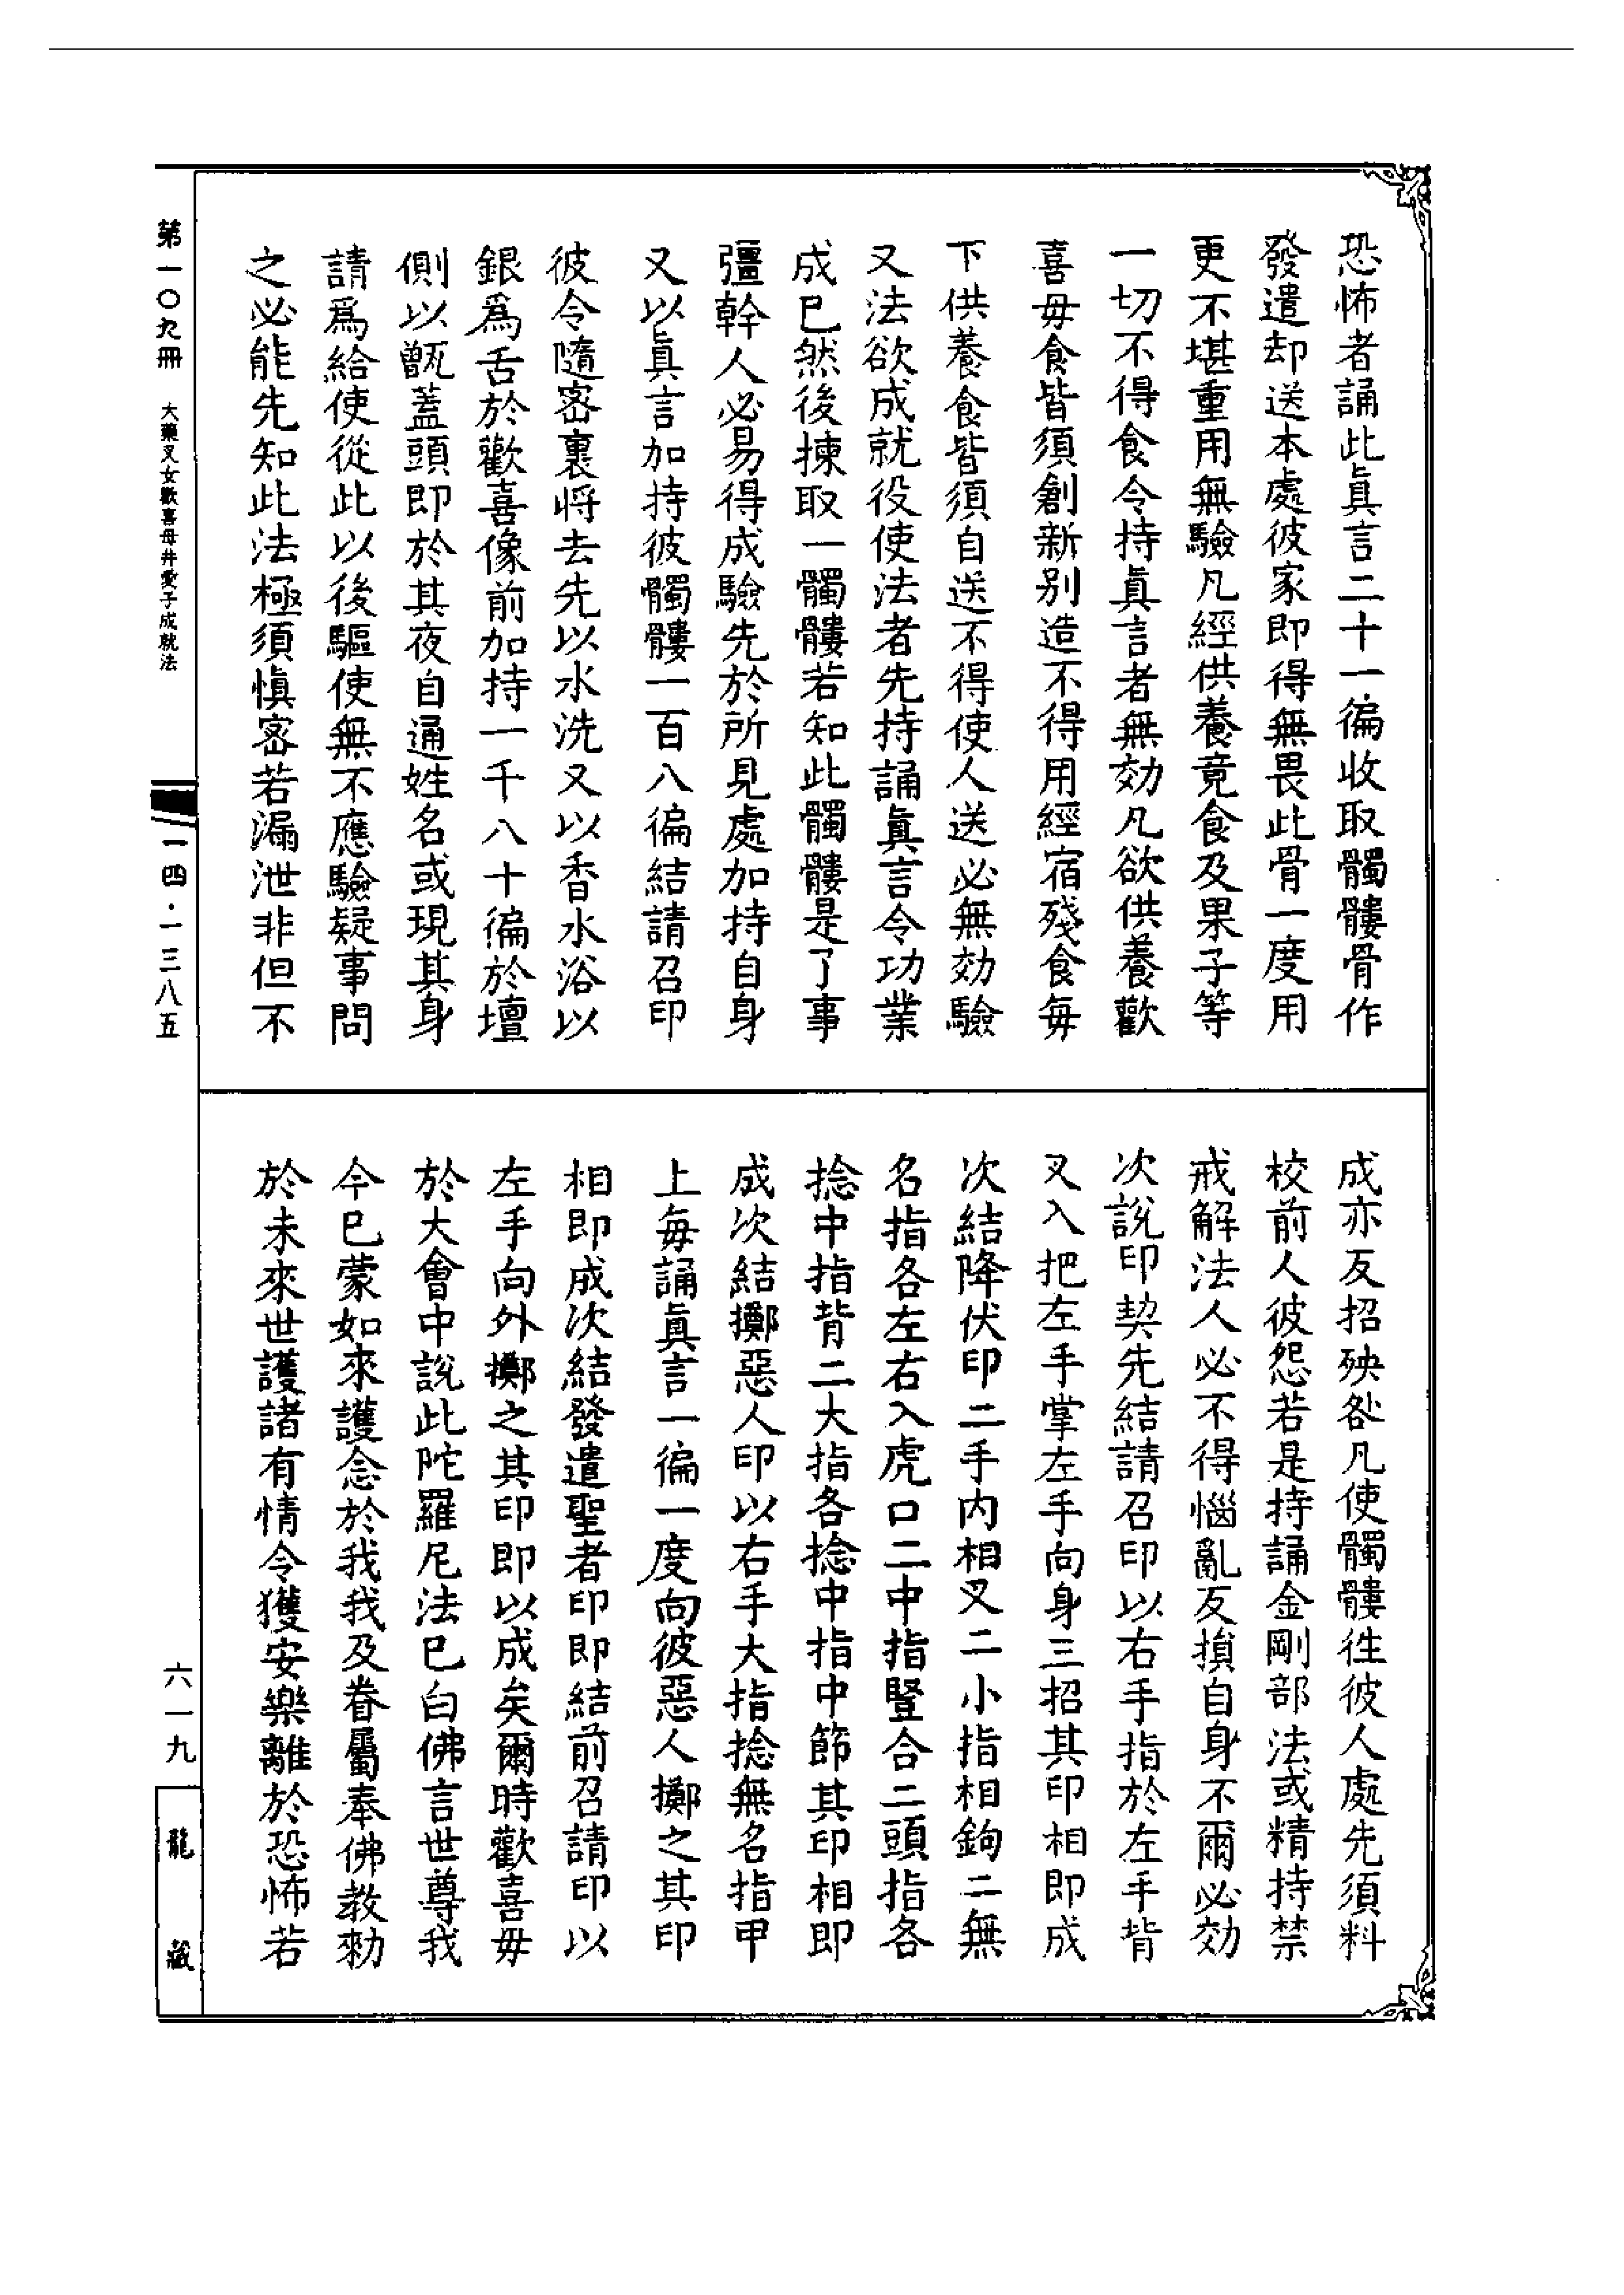 恐怖者誦此真言二十一徧收取髑髏骨作
發遣却送本處彼家即得無畏此骨一度用
更不堪重用無驗凡經供養竟食及果子等
一切不得食令持真言者無効凡欲供養歡
喜毋食皆須創新別造不得用經宿殘食毎
下供養食皆須自送不得使人送必無効驗
又法欲成就役使法者先持誦真言令功業
成巳然後揀取一髑髏若知此髑髏是了事
彊幹人必易得成驗先於所見處加持自身
又以真言加持彼髑髏一百八徧結請召印
彼令隨密裏将去先以水洗又以香水浴以
銀爲舌於歡喜像前加持一千八十徧於壇
側以甑蓋頭即於其夜自通姓名或現其身
請爲給使從此以後驅使無不應驗疑事問
之必能先知此法極須慎密若漏泄非但不
成亦反招殃咎凡使髑髏往彼人處先須料
校前人彼怨若是持誦金剛部法或精持禁
戒解法人必不得惱亂反損自身不爾必効
次說印契先結請召印以右手指於左手背
叉入把左手掌左手向身三招其印相即成
次結降伏印二手内相叉二小指相鉤二無
名指各左右入虎口二中指豎合二頭指各
捻中指背二大指各捻中指中節其印相即
成次結擲惡人印以右手大指捻無名指甲
上毎誦真言一徧一度向彼惡人擲之其印
相即成次結發遣聖者印即結前召請印以
左手向外擲之其印即以成矣爾時歡喜毋
於大會中說此陀羅尼法巳白佛言世尊我
今巳蒙如來護念於我我及眷屬奉佛教勑
於未來世護諸有情令獲安樂離於恐怖若
第一〇九冊 大藥叉女歡喜母并愛子成就法
一四·一三八五
六一九
龍藏